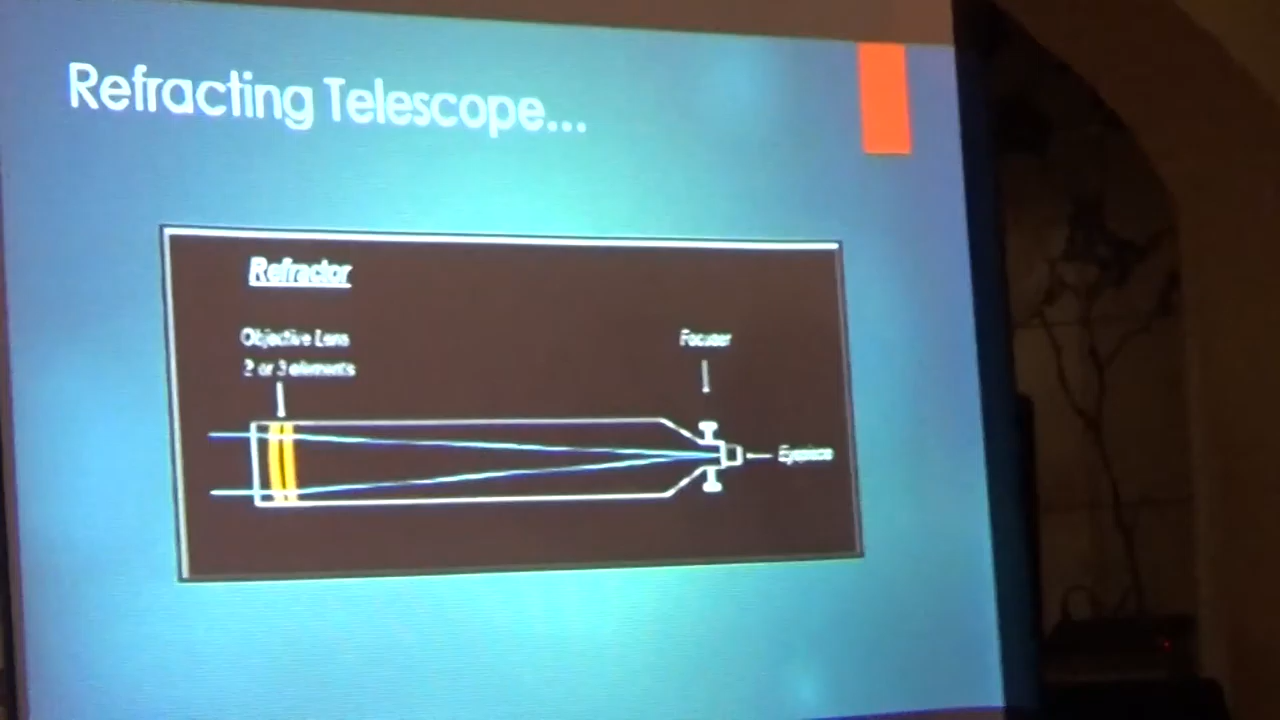 Refracting Telescope...
Refractor
Objective Lens
2 or 3 elements
Focuser
Eyepiece